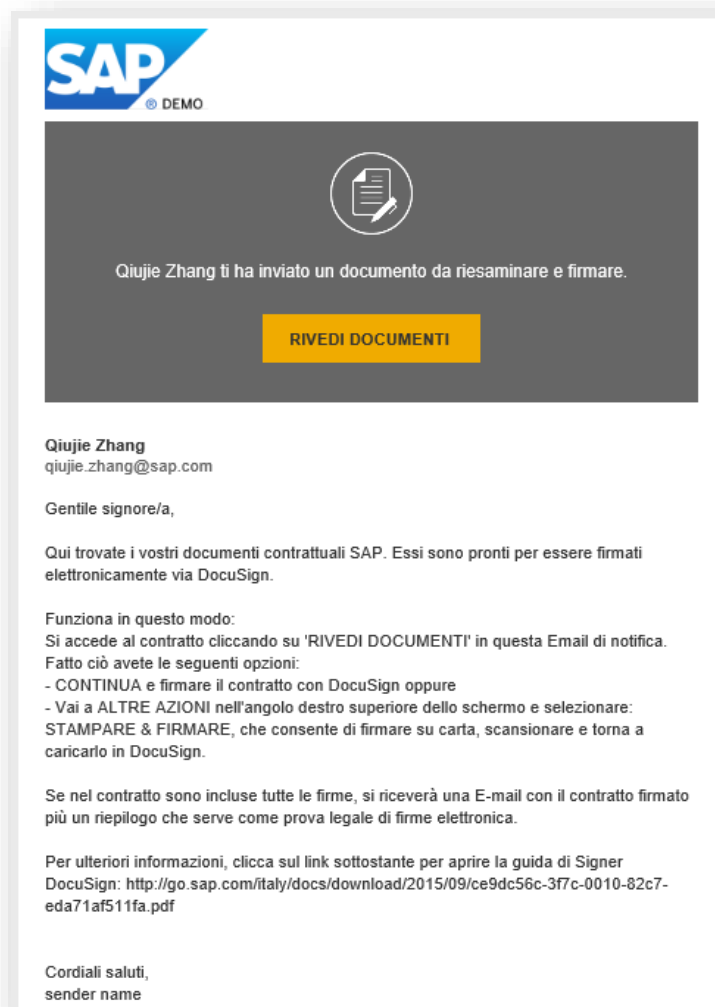 SAP
® DEMO
Qiujie Zhang ti ha inviato un documento da riesaminare e firmare.
RIVEDI DOCUMENTI
Qiujie Zhang
qiujie.zhang@sap.com
Gentile signore/a,
Qui trovate i vostri documenti contrattuali SAP. Essi sono pronti per essere firmati
elettronicamente via DocuSign.
Funziona in questo modo:
Si accede al contratto cliccando su 'RIVEDI DOCUMENTI' in questa Email di notifica.
Fatto ciò avete le seguenti opzioni:
- CONTINUA e firmare il contratto con DocuSign oppure
- Vai a ALTRE AZIONI nell'angolo destro superiore dello schermo e selezionare:
STAMPARE & FIRMARE, che consente di firmare su carta, scansionare e torna a
caricarlo in DocuSign.
Se nel contratto sono incluse tutte le firme, si riceverà una E-mail con il contratto firmato
più un riepilogo che serve come prova legale di firme elettronica.
Per ulteriori informazioni, clicca sul link sottostante per aprire la guida di Signer
DocuSign: http://go.sap.com/italy/docs/download/2015/09/ce9dc56c-3f7c-0010-82c7-
eda71af511fa.pdf
Cordiali saluti,
sender name